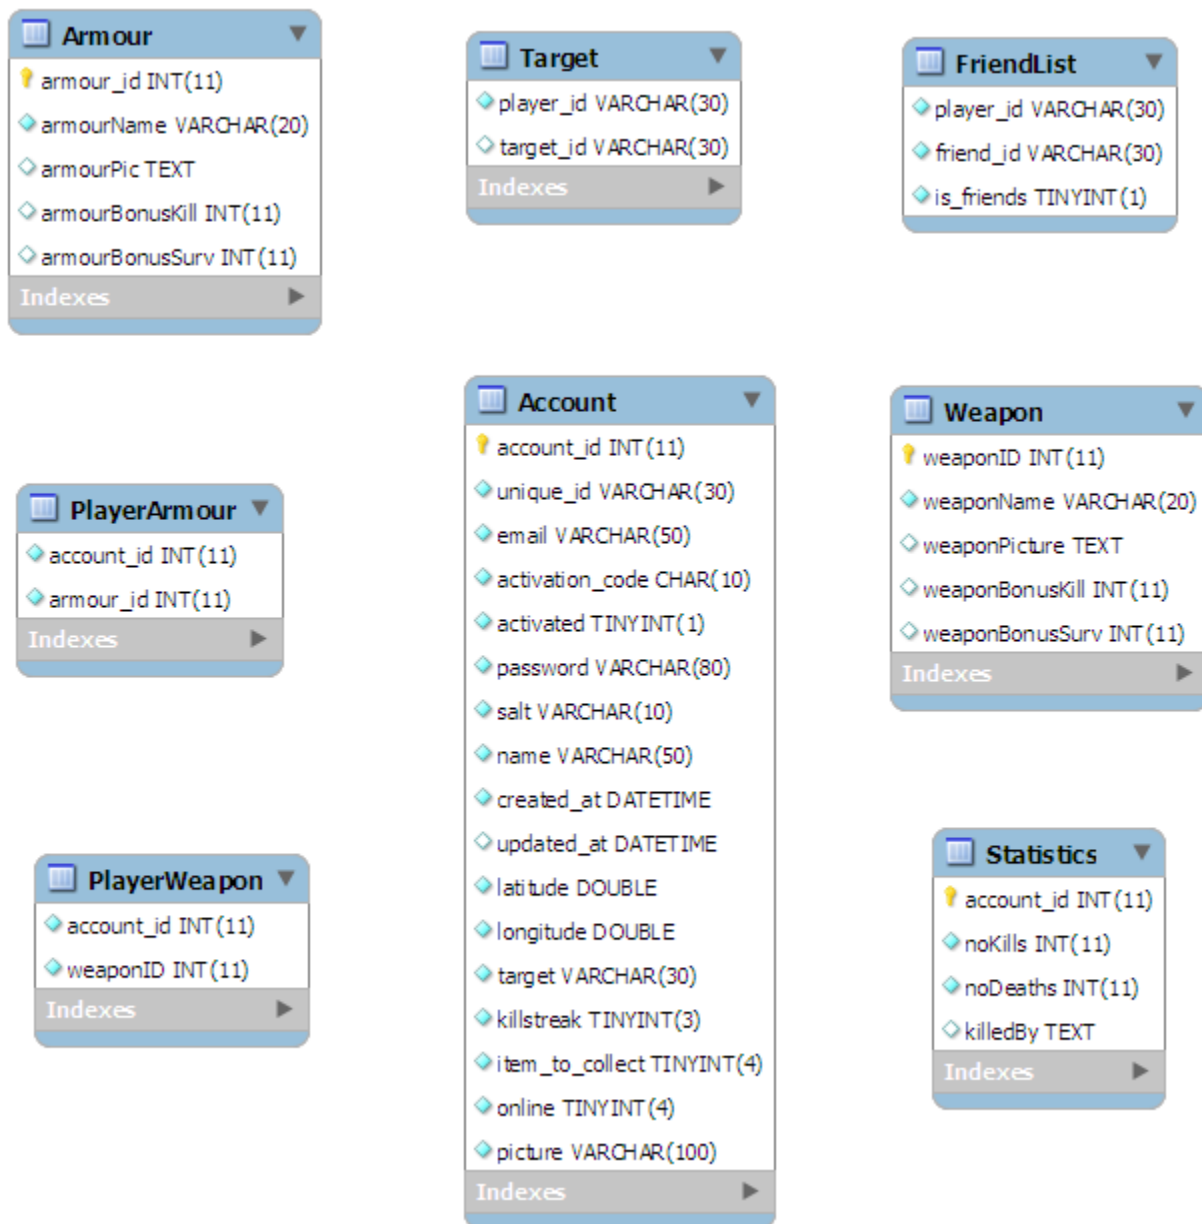 Armour
armour_id INT(11)
armourName VARCHAR(20)
armourPic TEXT
armourBonusKill INT(11)
armourBonusSurv INT(11)
Indexes
Target
player_id VARCHAR(30)
target_id VARCHAR(30)
Indexes
FriendList
player_id VARCHAR(30)
friend_id VARCHAR(30)
is_friends TINYINT(1)
PlayerArmour
account_id INT(11)
armour_id INT(11)
Indexes
Account
account_id INT(11)
unique_id VARCHAR(30)
email VARCHAR(50)
activation_code CHAR(10)
activated TINYINT(1)
password VARCHAR(80)
salt VARCHAR(10)
name VARCHAR(50)
created_at DATETIME
updated_at DATETIME
latitude DOUBLE
longitude DOUBLE
target VARCHAR(30)
killstreak TINYINT(3)
item_to_collect TINYINT(4)
online TINYINT(4)
picture VARCHAR(100)
Indexes
Weapon
weaponID INT(11)
weaponName VARCHAR(20)
weaponPicture TEXT
weaponBonusKill INT(11)
weaponBonusSurv INT(11)
Indexes
PlayerWeapon
account_id INT(11)
weaponID INT(11)
Indexes
Statistics
account_id INT(11)
noKills INT(11)
noDeaths INT(11)
killedBy TEXT
Indexes